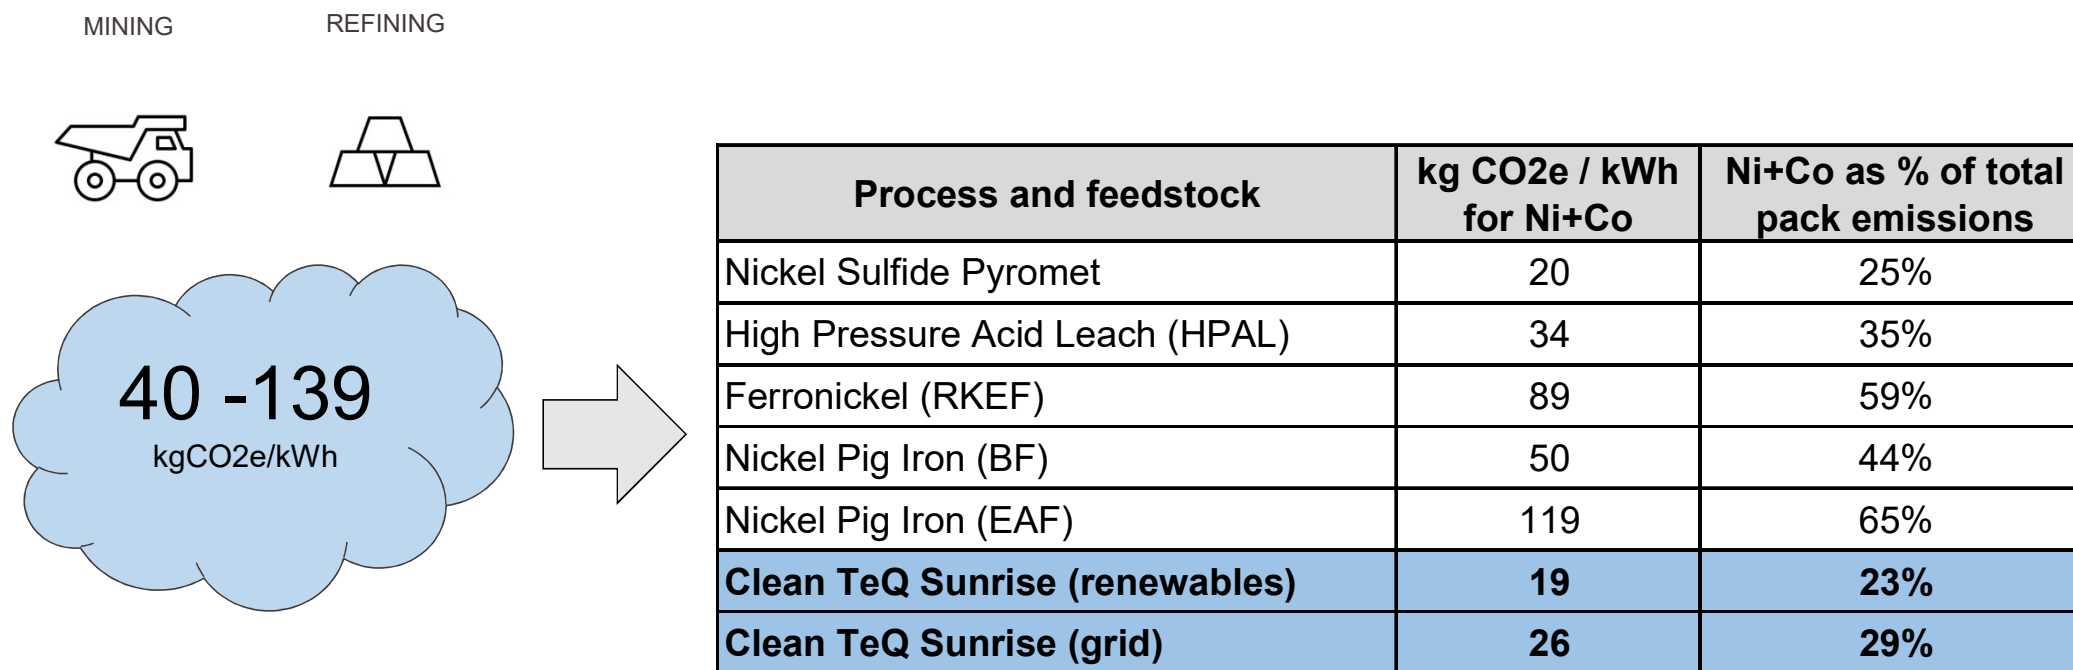 MINING
REFINING
40 -139
kgCO2e/kWh
Process and feedstock
kg CO2e / kWh
for Ni+Co
Ni+Co as % of total
pack emissions
Nickel Sulfide Pyromet 20 25%
High Pressure Acid Leach (HPAL) 34 35%
Ferronickel (RKEF) 89 59%
Nickel Pig Iron (BF) 50 44%
Nickel Pig Iron (EAF) 119 65%
Clean TeQ Sunrise (renewables) 19 23%
Clean TeQ Sunrise (grid) 26 29%